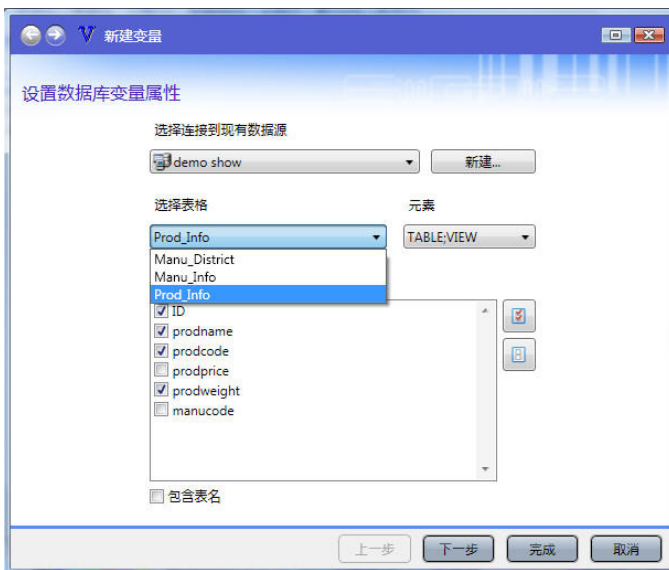 新建变量
设置数据库变量属性
选择连接到现有数据源
demo show
新建...
选择表格
元素
Prod_Info
TABLE;VIEW
Manu_District
Manu_Info
Prod_Info
ID
prodname
prodcode
prodprice
prodweight
manucode
包含表名
上一步
下一步
完成
取消